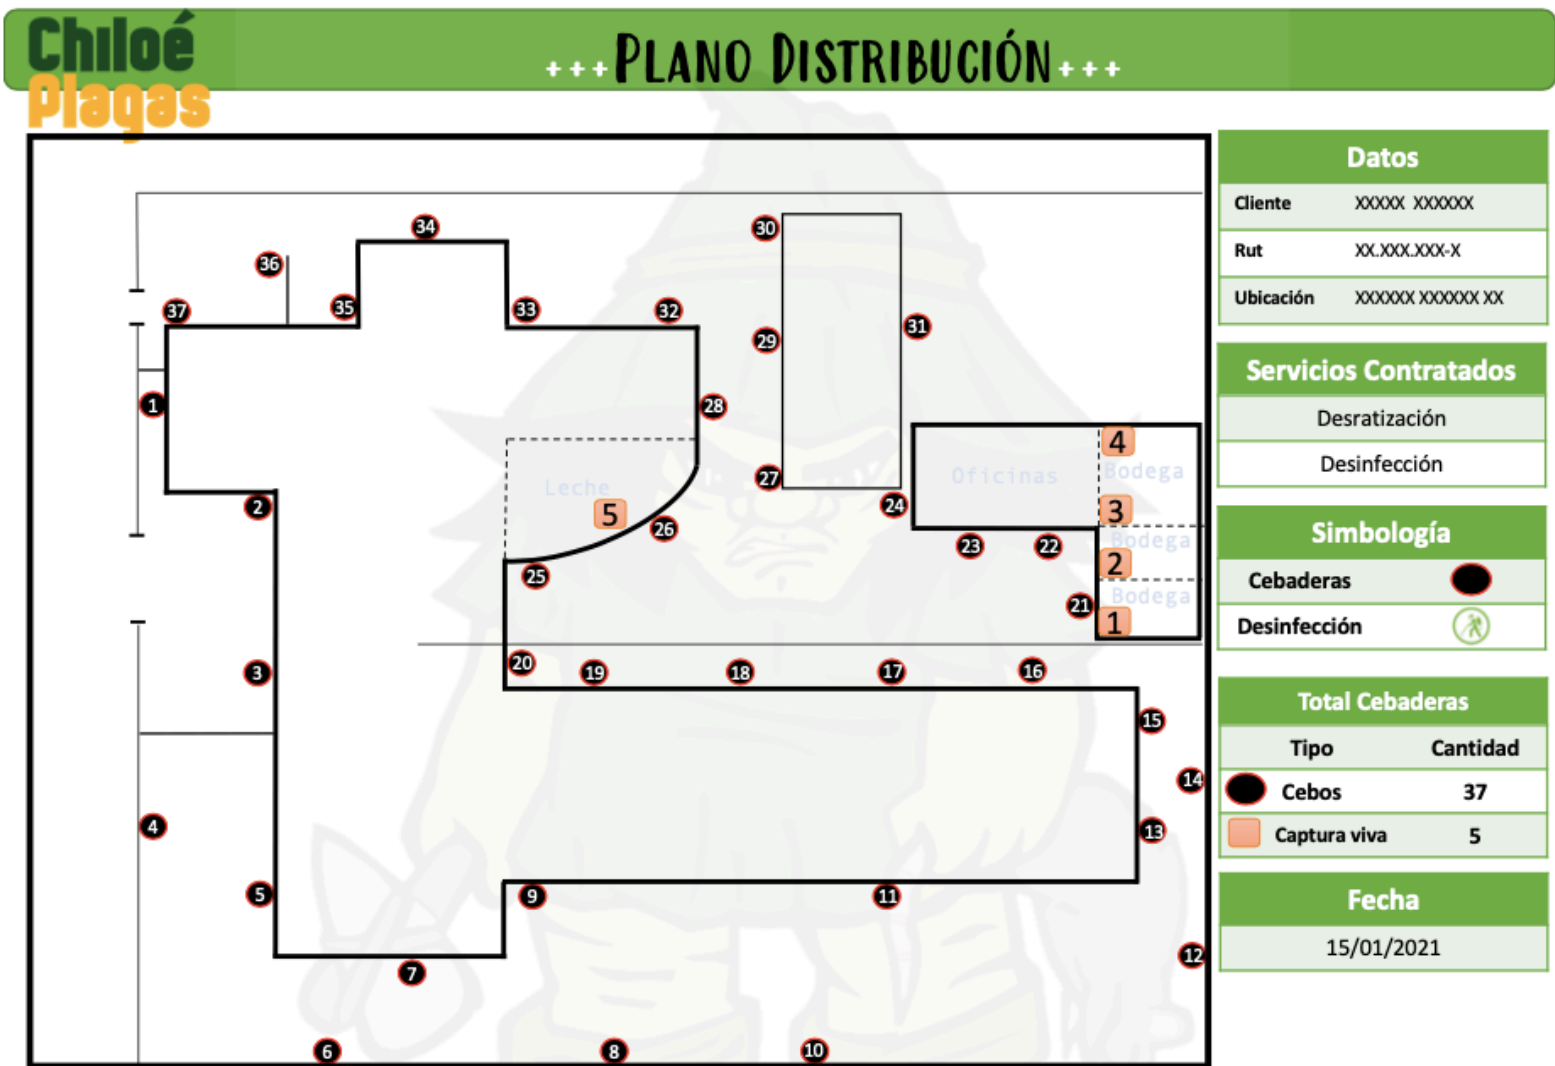 Chiloé
Plagas
+++PLANO DISTRIBUCIÓN+++
34
30
36
37
35
33
32
29
31
1
28
4
Bodega
Oficinas
27
Leche
5
2
24
3
26
23
22
Bodega
2
25
21
Bodega
1
20
3
19
18
17
16
15
14
4
13
5
9
11
7
12
6
8
10
Datos
Cliente XXXXX XXXXXX
Rut XX.XXX.XXX-X
Ubicación XXXXXX XXXXXX XX
Servicios Contratados
Desratización
Desinfección
Simbología
Cebaderas
Desinfección
Total Cebaderas
Tipo Cantidad
Cebos 37
Captura viva 5
Fecha
15/01/2021